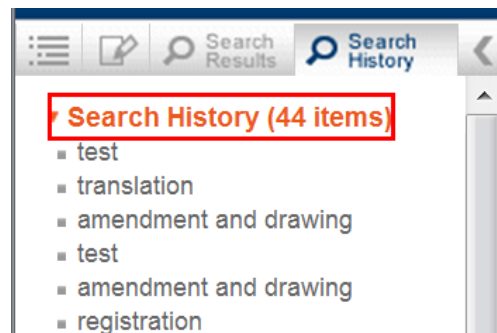 Search
Results
Search
History
Search History (44 items)
test
translation
amendment and drawing
test
amendment and drawing
registration